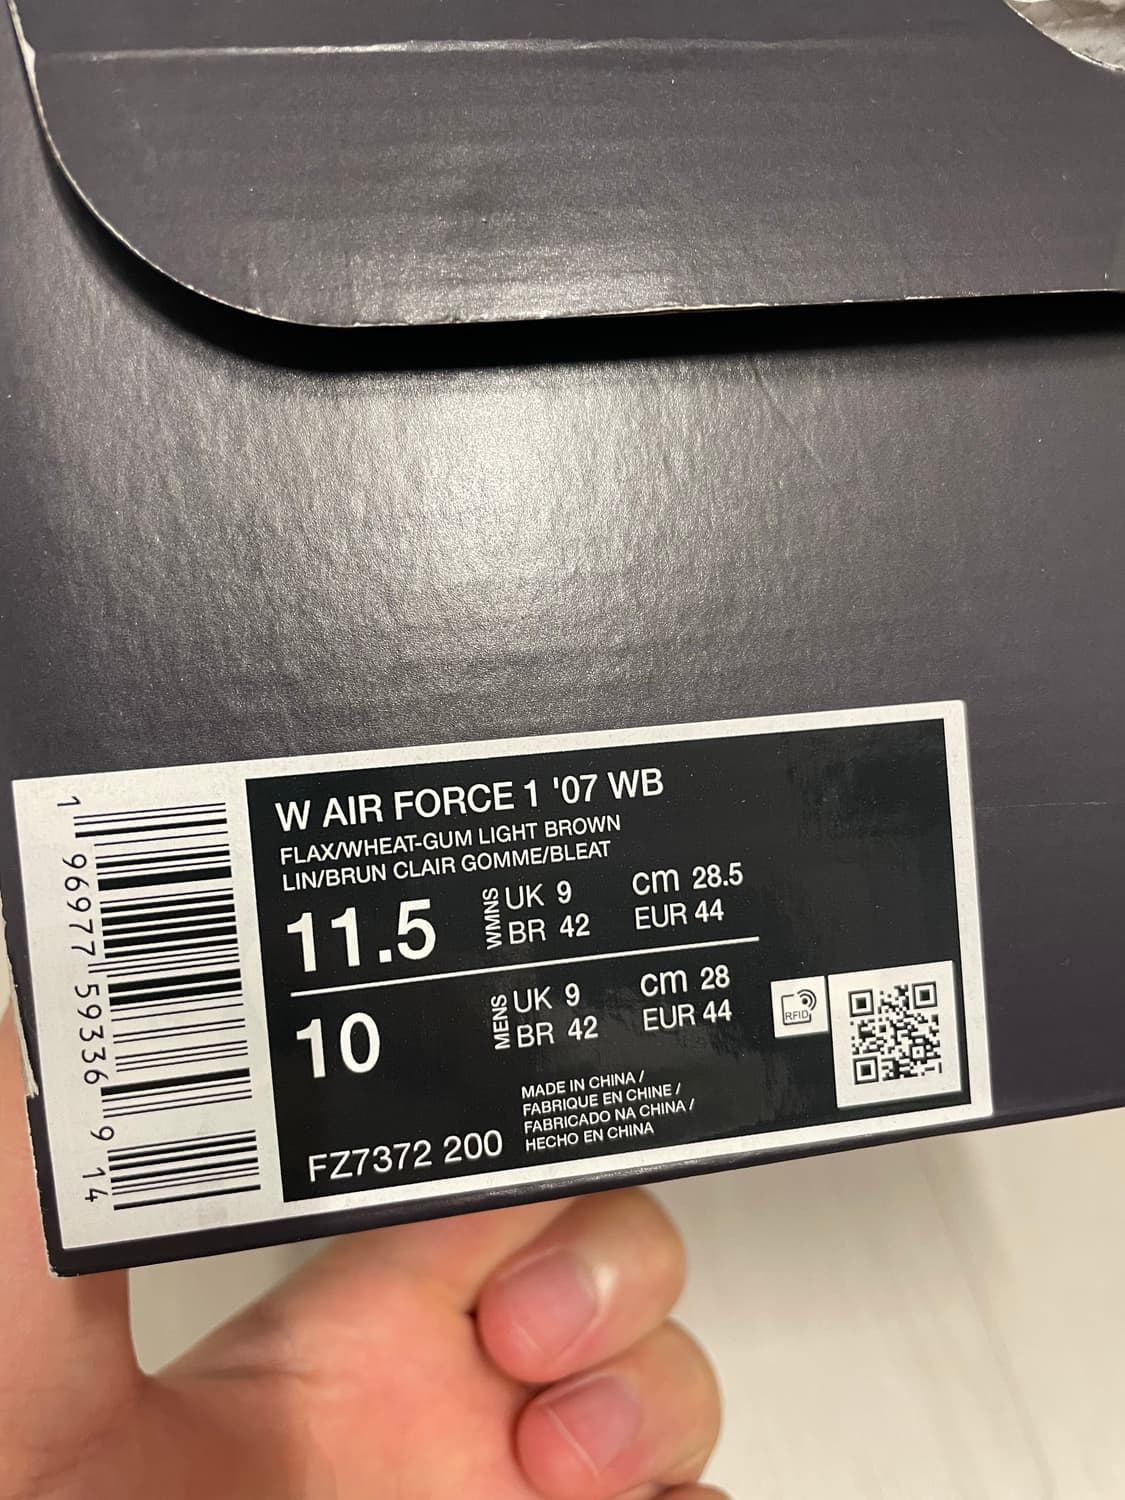 W AIR FORCE 1 '07 WB
FLAX/WHEAT-GUM LIGHT BROWN
LIN/BRUN CLAIR GOMME/BLEAT
11.5 WMNS UK 9 cm 28.5
BR 42 EUR 44
10 MENS UK 9 cm 28
BR 42 EUR 44
MADE IN CHINA /
FABRIQUE EN CHINE /
FABRICADO NA CHINA /
HECHO EN CHINA
FZ7372 200
RFID
1 96977 59336 9 14